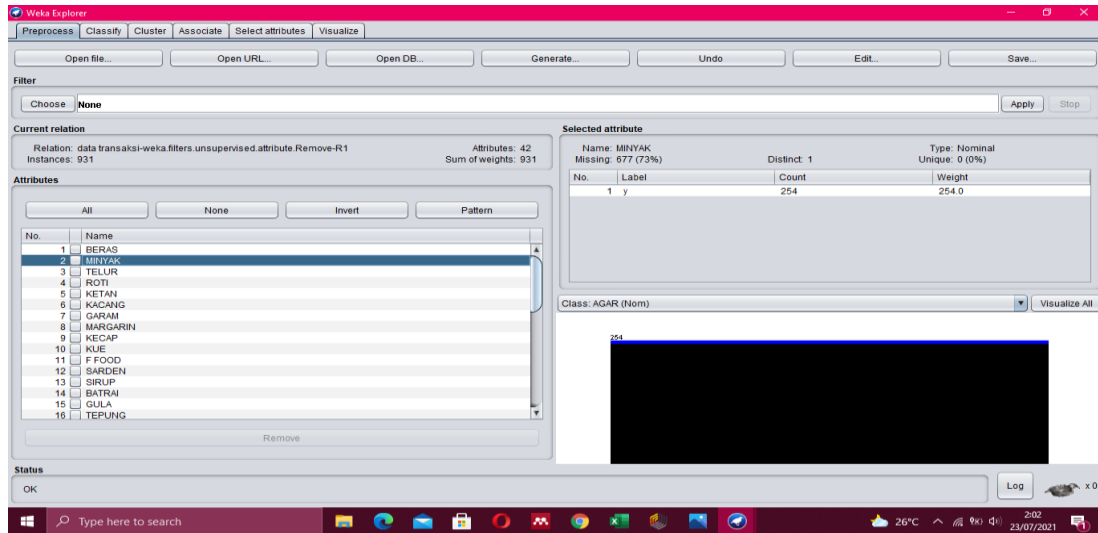 Weka Explorer
Preprocess Classify Cluster Associate Select attributes Visualize
Open file... Open URL... Open DB... Generate... Undo Edit... Save...
Filter
Choose None Apply Stop
Current relation
Relation: data transaksi-weka.filters.unsupervised.attribute.Remove-R1 Attributes: 42
Instances: 931 Sum of weights: 931
Attributes
All None Invert Pattern
No. Name
1 BERAS
2 MINYAK
3 TELUR
4 ROTI
5 KETAN
6 KACANG
7 GARAM
8 MARGARIN
9 KECAP
10 KUE
11 F FOOD
12 SARDEN
13 SIRUP
14 BATRAI
15 GULA
16 TEPUNG
Remove
Selected attribute
Name: MINYAK Type: Nominal
Missing: 677 (73%) Distinct: 1 Unique: 0 (0%)
No. Label Count Weight
1 y 254 254.0
Class: AGAR (Nom) Visualize All
254
Status
OK Log x 0
Type here to search 26°C 2:02
23/07/2021